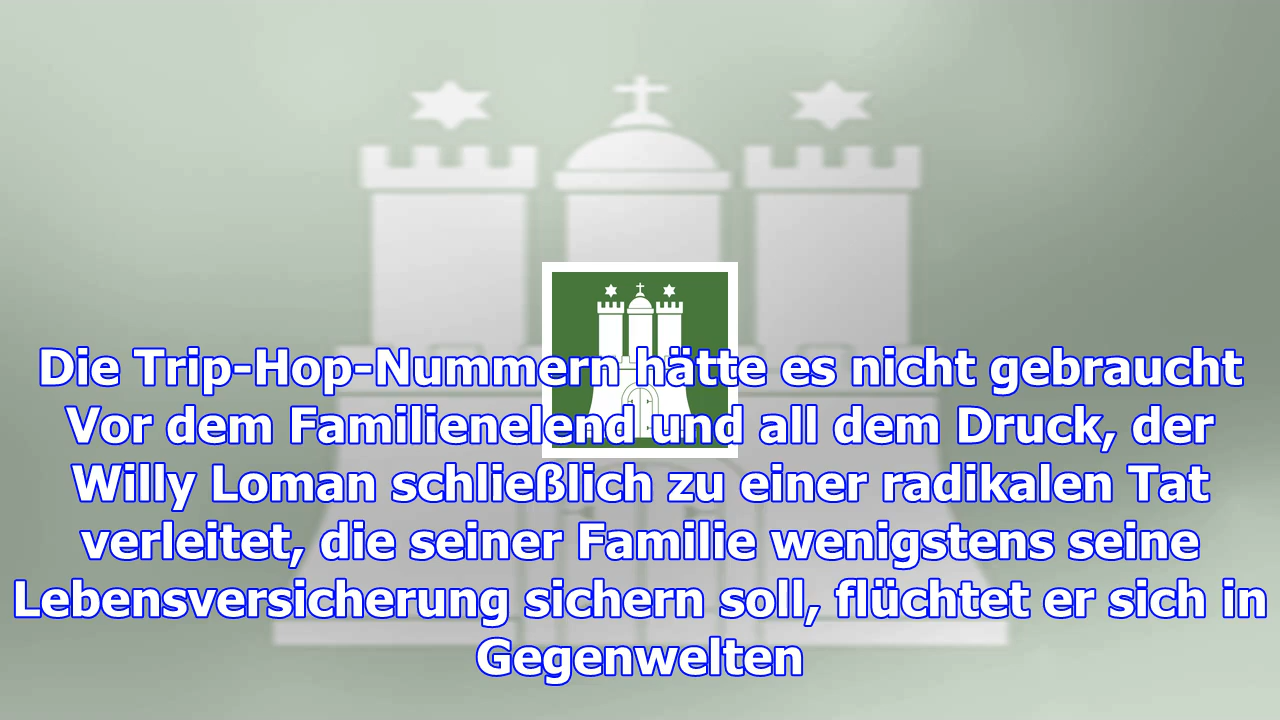 Die Trip-Hop-Nummern hätte es nicht gebraucht
Vor dem Familienelend und all dem Druck, der
Willy Loman schließlich zu einer radikalen Tat
verleitet, die seiner Familie wenigstens seine
Lebensversicherung sichern soll, flüchtet er sich in
Gegenwelten